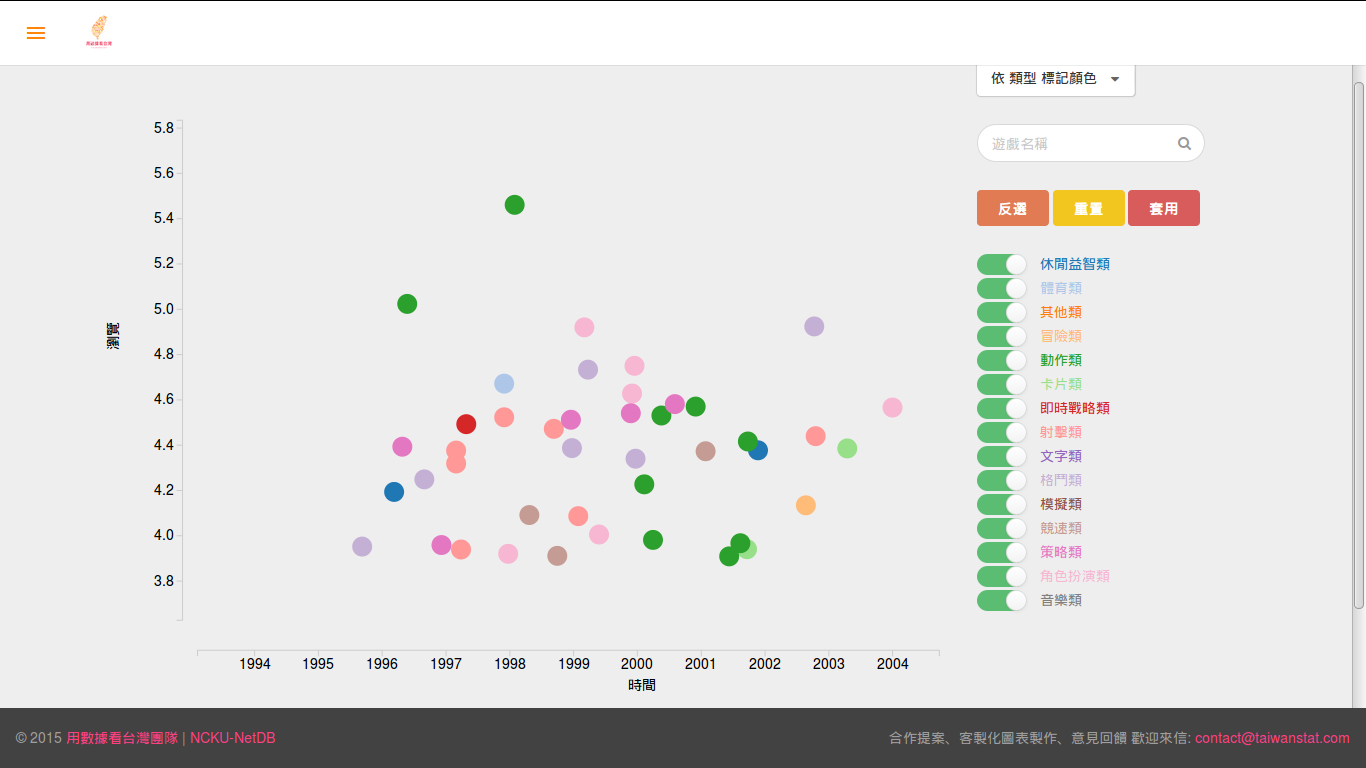 用數據看台灣
依 類型 標記顏色
遊戲名稱
反選 重置 套用
5.8
5.6
5.4
5.2
5.0
4.8
4.6
4.4
4.2
4.0
3.8
瀏覽
1994 1995 1996 1997 1998 1999 2000 2001 2002 2003 2004
時間
休閒益智類
體育類
其他類
冒險類
動作類
卡片類
即時戰略類
射擊類
文字類
格鬥類
模擬類
競速類
策略類
角色扮演類
音樂類
© 2015 用數據看台灣團隊 | NCKU-NetDB
合作提案、客製化圖表製作、意見回饋 歡迎來信: contact@taiwanstat.com